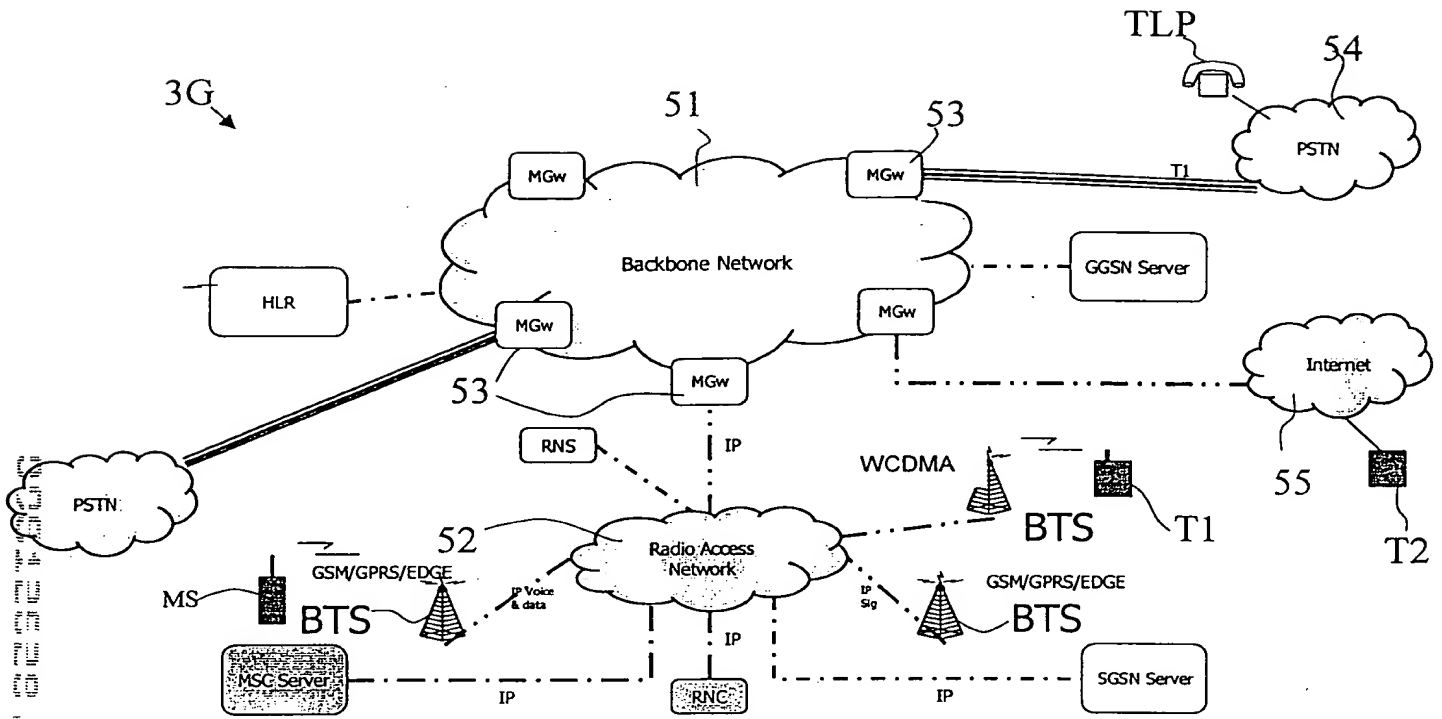 TLP
54
3G
51
53
MGw
MGw
T1
PSTN
Backbone Network
GGSN Server
HLR
MGw
MGw
Internet
53
MGw
IP
RNS
WCDMA
55
PSTN
BTS
T1
T2
52
Radio Access
Network
GSM/GPRS/EDGE
GSM/GPRS/EDGE
MS
BTS
IP Voice
& data
IP
Sig
BTS
IP
MSC Server
IP
RNC
IP
SGSN Server